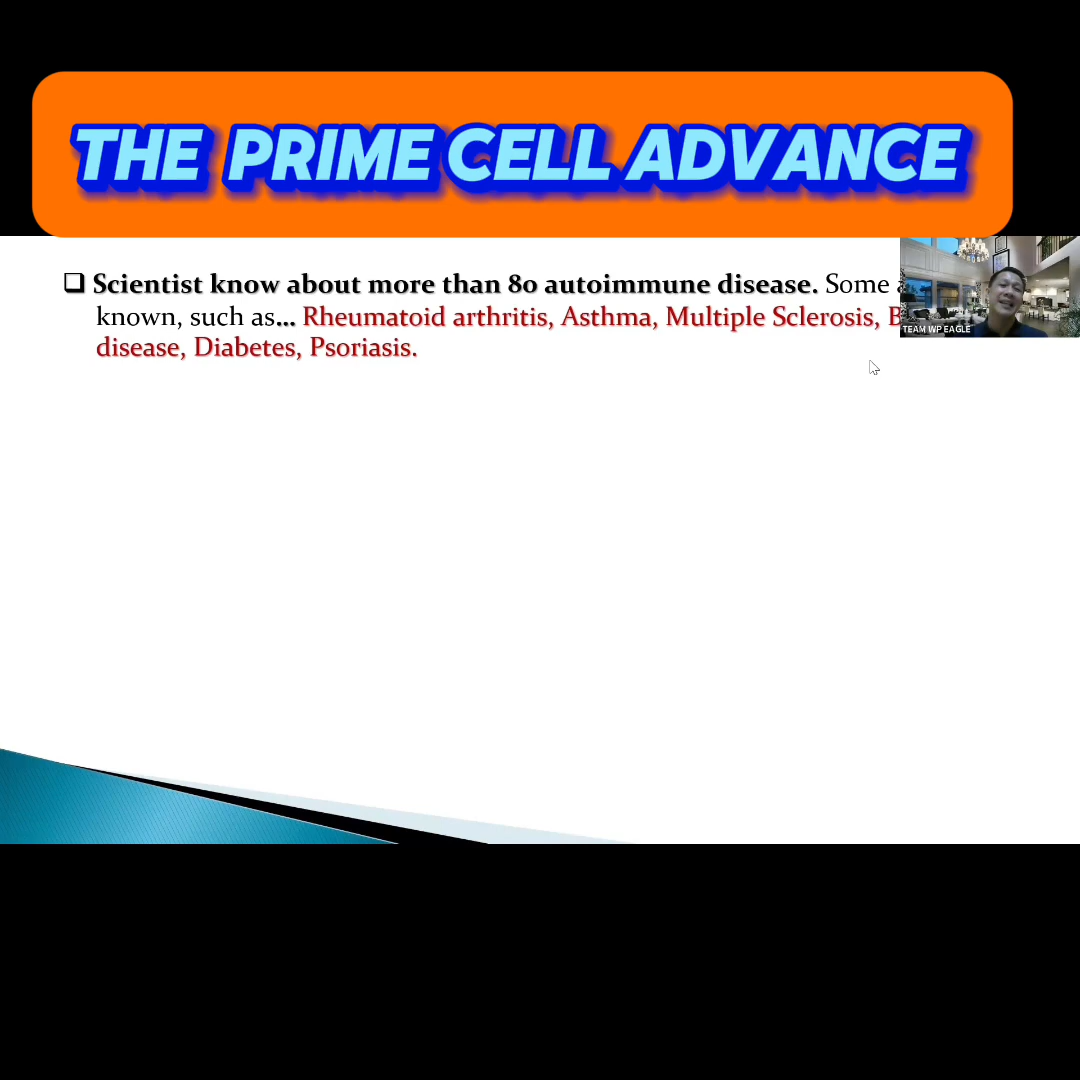 THE PRIME CELL ADVANCE
Scientist know about more than 80 autoimmune disease. Some
known, such as... Rheumatoid arthritis, Asthma, Multiple Sclerosis,
disease, Diabetes, Psoriasis.
TEAM WP EAGLE